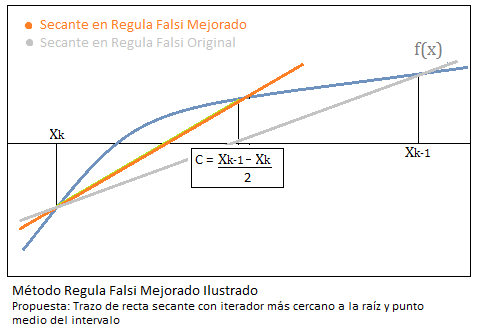 Secante en Regula Falsi Mejorado
Secante en Regula Falsi Original
f(x)
Xk
C = Xk-1 – Xk
2
Xk-1
Método Regula Falsi Mejorado Ilustrado
Propuesta: Trazo de recta secante con iterador más cercano a la raíz y punto
medio del intervalo